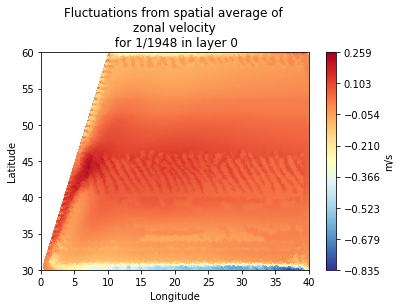 Fluctuations from spatial average of
zonal velocity
for 1/1948 in layer 0
60
55
50
45
40
35
30
Latitude
0 5 10 15 20 25 30 35 40
Longitude
0.259
0.103
−0.054
−0.210
−0.366
−0.523
−0.679
−0.835
m/s